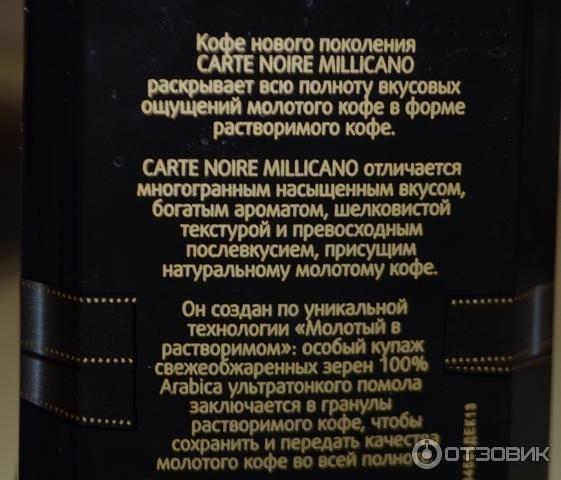 Кофе нового поколения
CARTE NOIRE MILLICANO
раскрывает всю полноту вкусовых
ощущений молотого кофе в форме
растворимого кофе.
CARTE NOIRE MILLICANO отличается
многогранным насыщенным вкусом,
богатым ароматом, шелковистой
текстурой и превосходным
послевкусием, присущим
натуральному молотому кофе.
Он создан по уникальной
технологии «Молотый в
растворимом»: особый купаж
свежеобжаренных зерен 100%
Arabica ультратонкого помола
заключается в гранулы
растворимого кофе, чтобы
сохранить и передать качества
молотого кофе во всей
ОТЗОВИК